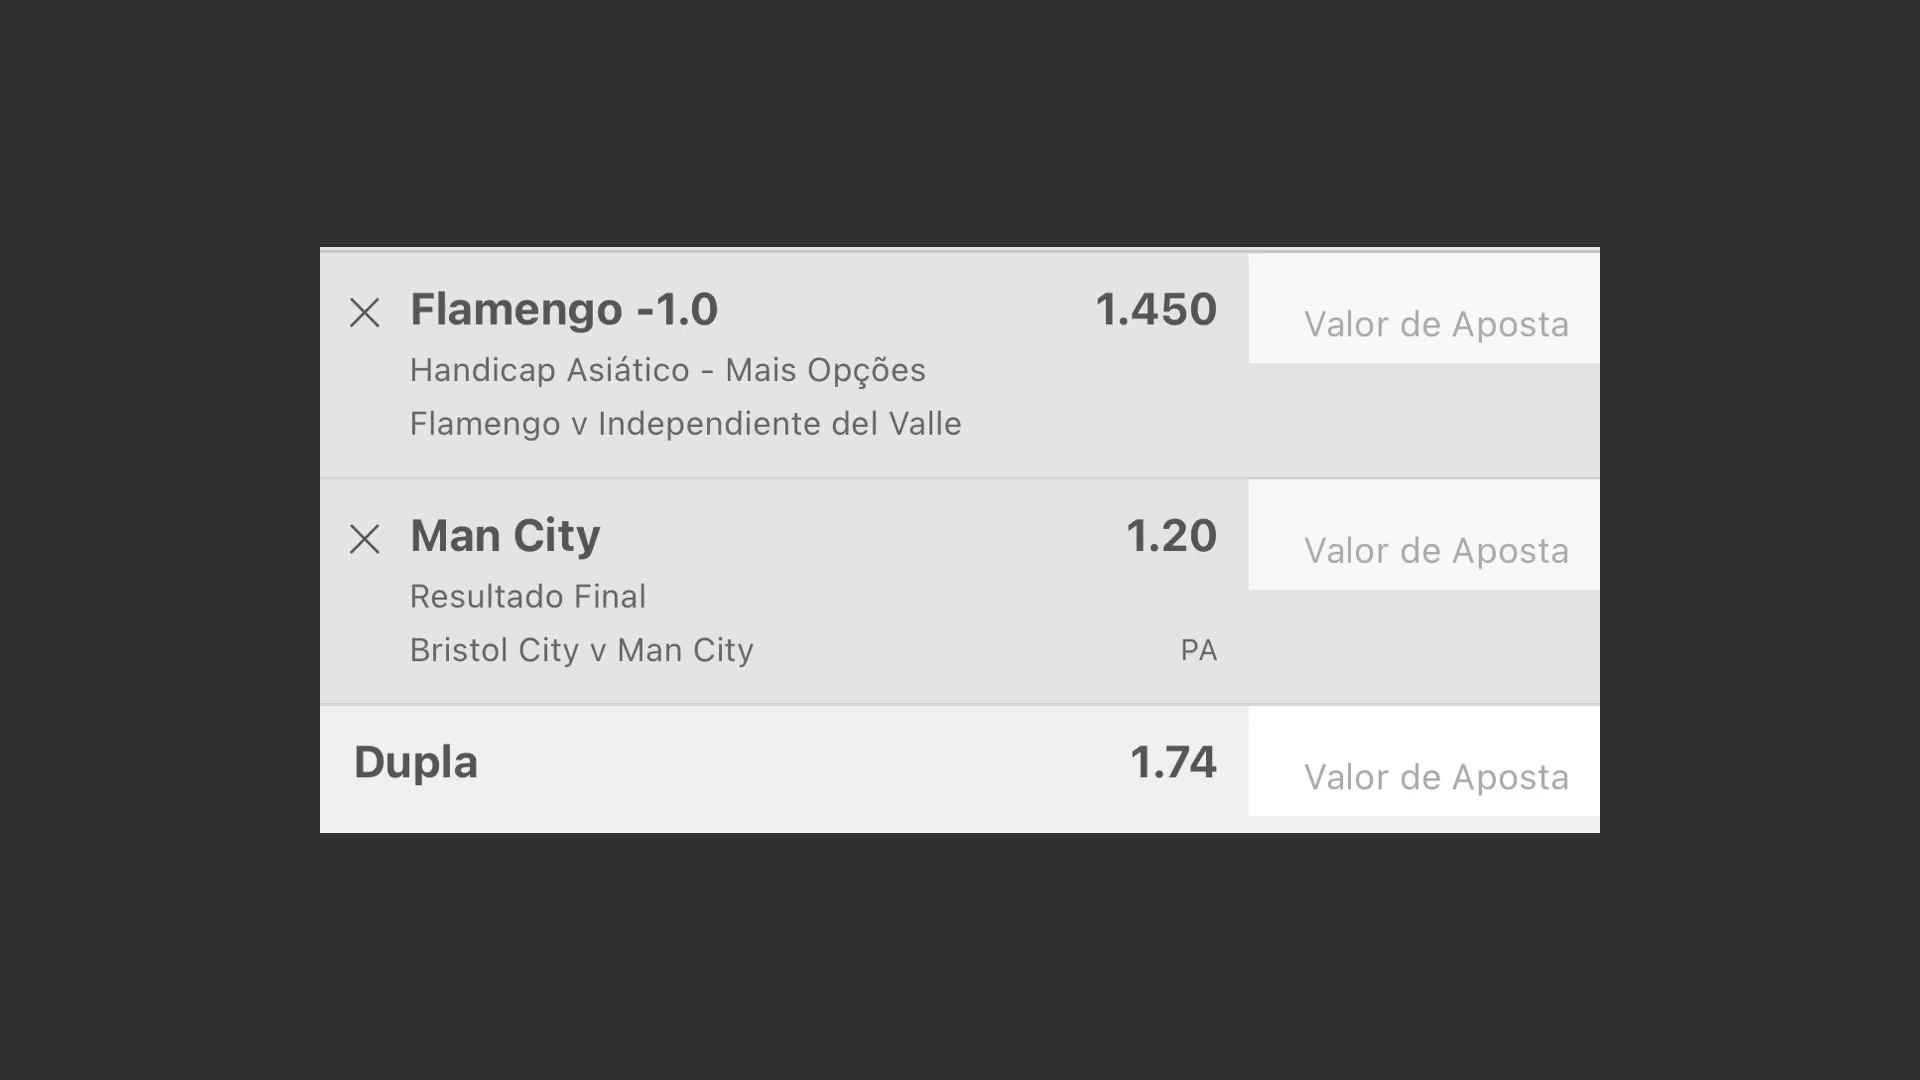 Flamengo -1.0 1.450 Valor de Aposta
Handicap Asiático - Mais Opções
Flamengo v Independiente del Valle
Man City 1.20 Valor de Aposta
Resultado Final
Bristol City v Man City PA
Dupla 1.74 Valor de Aposta